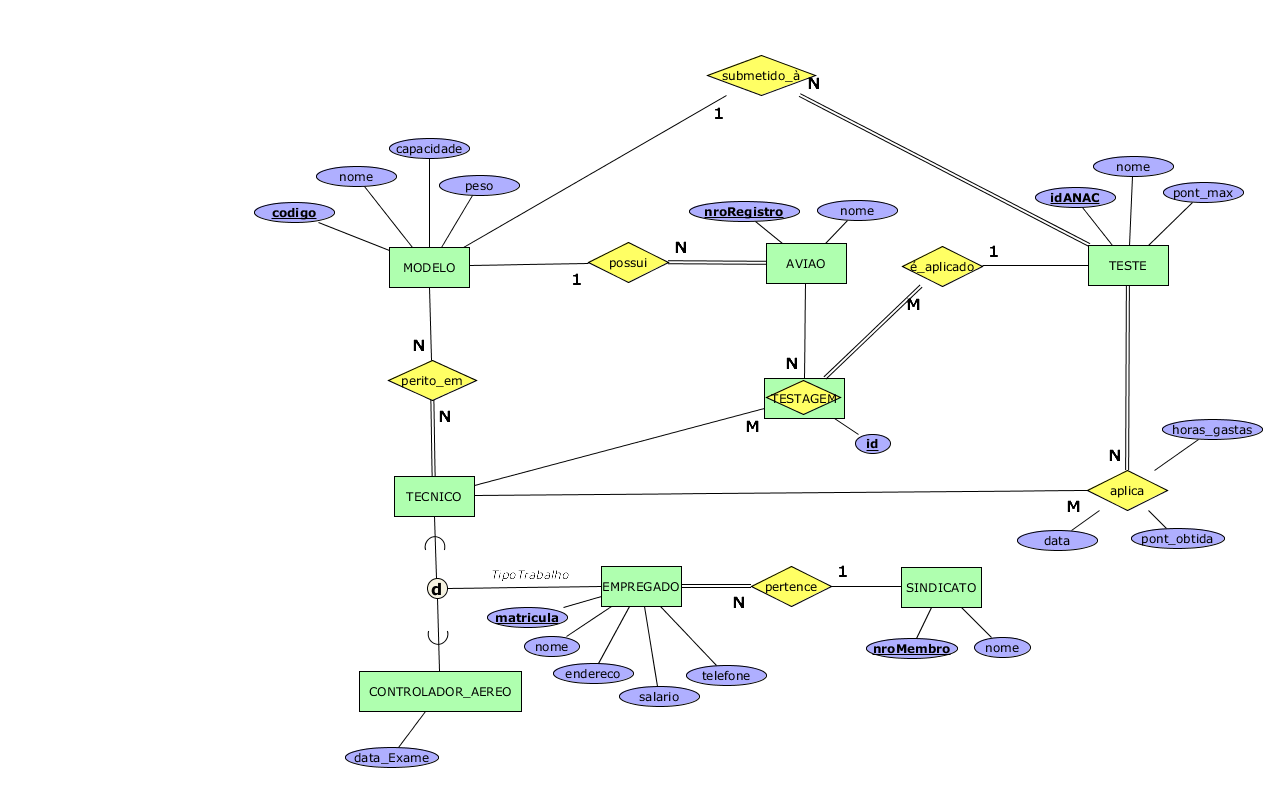 submetido_à
N
1
capacidade
nome
peso
codigo
nome
idANAC
pont_max
nroRegistro
nome
MODELO
1
possui
N
AVIAO
é_aplicado
1
TESTE
M
N
perito_em
N
N
TESTAGEM
M
id
horas_gastas
N
TECNICO
aplica
M
data
pont_obtida
d
TipoTrabalho
EMPREGADO
N
pertence
1
SINDICATO
matricula
nome
endereco
salario
telefone
nroMembro
nome
CONTROLADOR_AEREO
data_Exame